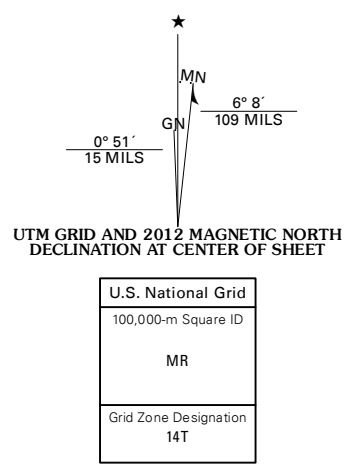 ★
MN
GN
6° 8´
109 MILS
0° 51´
15 MILS
UTM GRID AND 2012 MAGNETIC NORTH
DECLINATION AT CENTER OF SHEET
U.S. National Grid
100,000-m Square ID
MR
Grid Zone Designation
14T